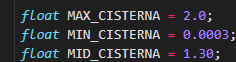 float MAX_CISTERNA = 2.0;
float MIN_CISTERNA = 0.0003;
float MID_CISTERNA = 1.30;